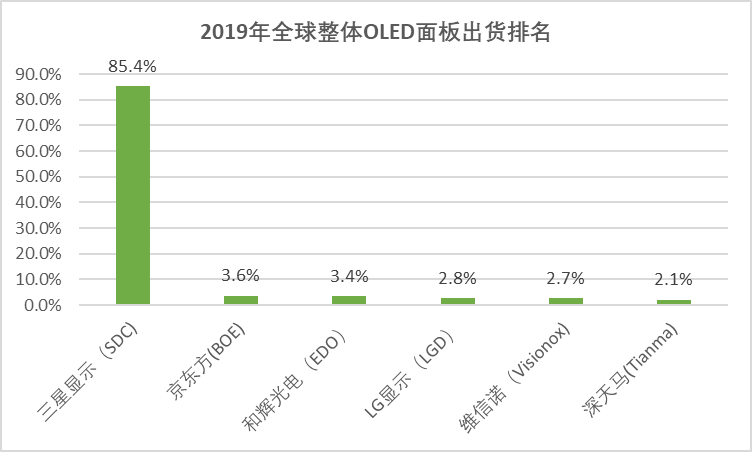 2019年全球整体OLED面板出货排名
90.0%
80.0%
70.0%
60.0%
50.0%
40.0%
30.0%
20.0%
10.0%
0.0%
85.4%
3.6%
3.4%
2.8%
2.7%
2.1%
三星显示（SDC)
京东方(BOE)
和辉光电（EDO）
LG显示（LGD）
维信诺（Visionox）
深天马(Tianma)